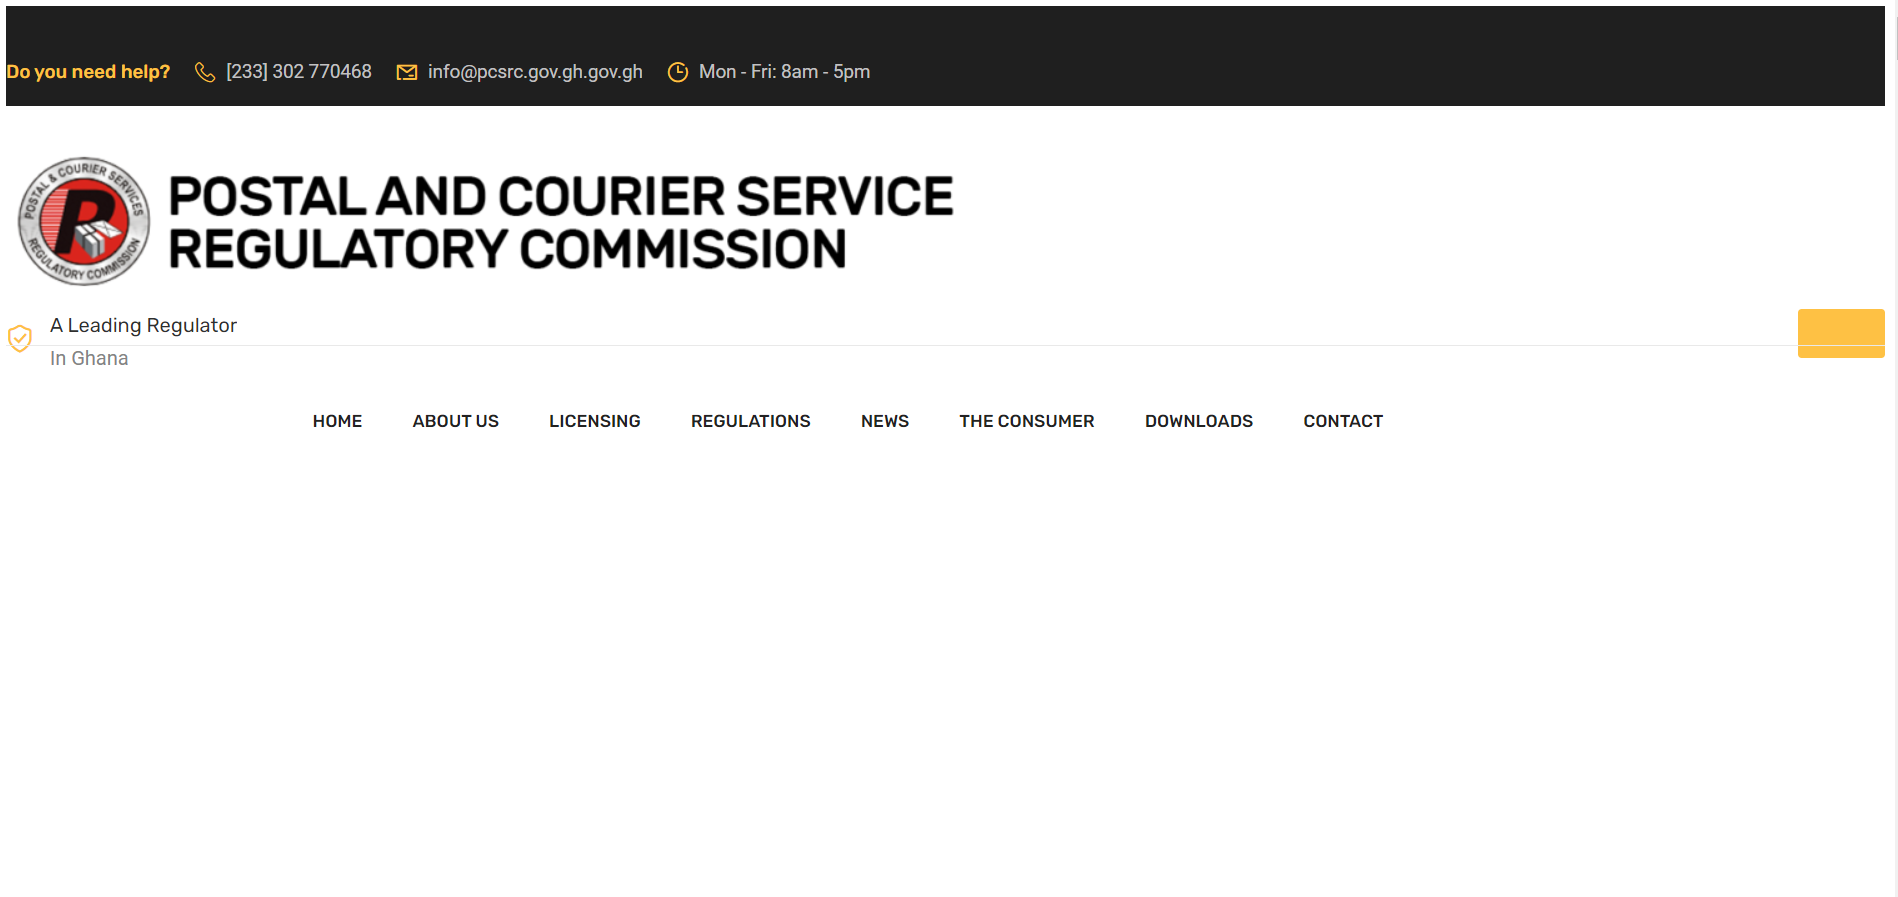 Do you need help? [233] 302 770468 info@pcsrc.gov.gh.gov.gh Mon - Fri: 8am - 5pm
POSTAL & COURIER SERVICES
REGULATORY COMMISSION
POSTAL AND COURIER SERVICE
REGULATORY COMMISSION
A Leading Regulator
In Ghana
HOME ABOUT US LICENSING REGULATIONS NEWS THE CONSUMER DOWNLOADS CONTACT